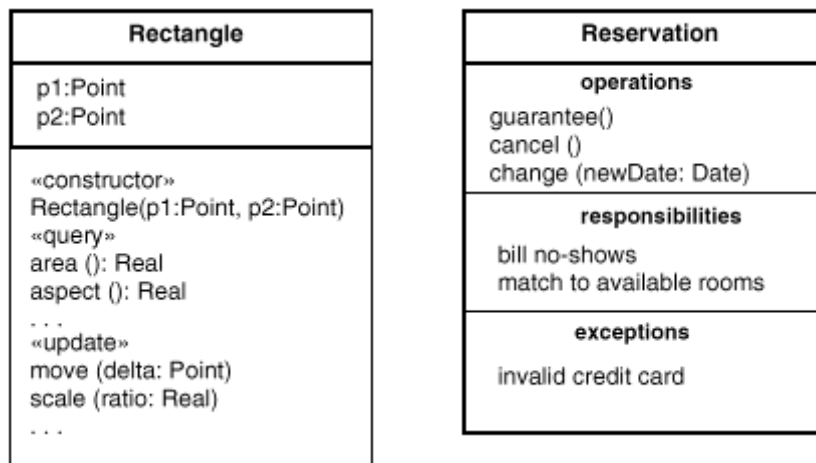 Rectangle
p1:Point
p2:Point
«constructor»
Rectangle(p1:Point, p2:Point)
«query»
area (): Real
aspect (): Real
. . .
«update»
move (delta: Point)
scale (ratio: Real)
. . .
Reservation
operations
guarantee()
cancel ()
change (newDate: Date)
responsibilities
bill no-shows
match to available rooms
exceptions
invalid credit card